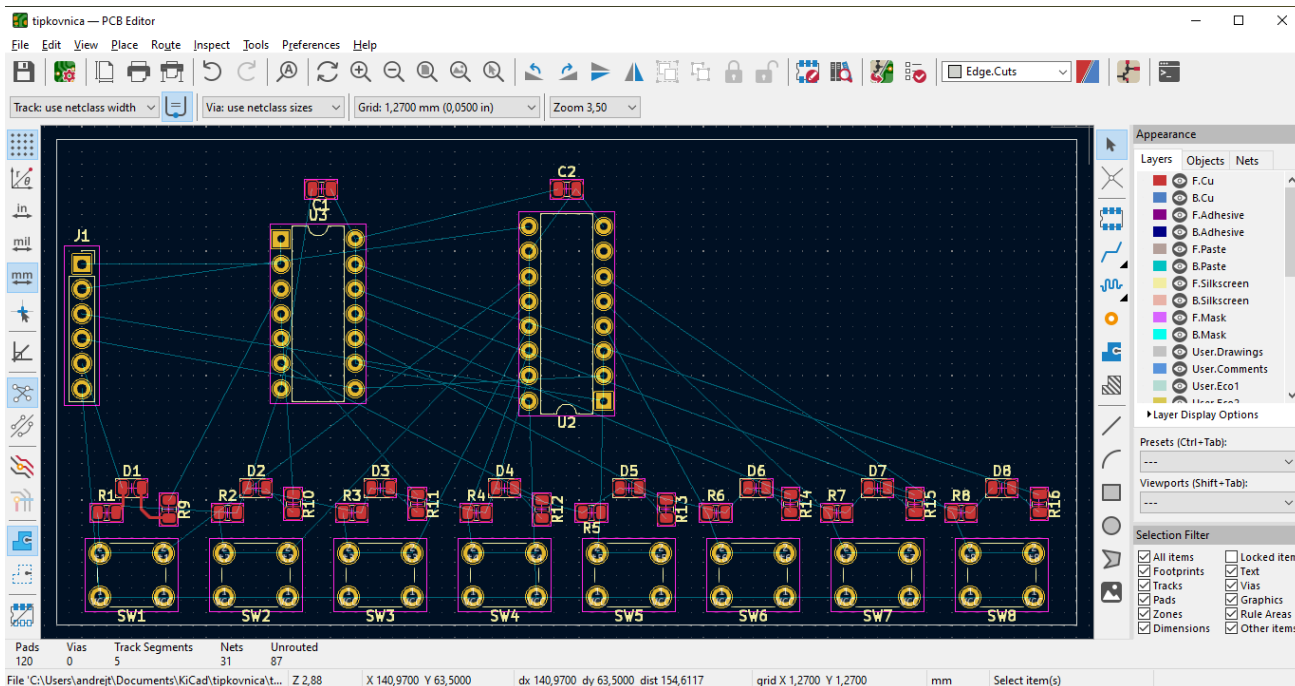 tipkovnica — PCB Editor
File Edit View Place Route Inspect Tools Preferences Help
Edge.Cuts
Track: use netclass width Via: use netclass sizes Grid: 1,2700 mm (0,0500 in) Zoom 3,50
Appearance
Layers Objects Nets
F.Cu
B.Cu
F.Adhesive
B.Adhesive
F.Paste
B.Paste
F.Silkscreen
B.Silkscreen
F.Mask
B.Mask
User.Drawings
User.Comments
User.Eco1
User.Eco2
Layer Display Options
Presets (Ctrl+Tab):
---
Viewports (Shift+Tab):
---
Selection Filter
All items Locked item
Footprints Text
Tracks Vias
Pads Graphics
Zones Rule Areas
Dimensions Other items
in
mil
mm
C2
C1
U3
J1
U2
D1 D2 D3 D4 D5 D6 D7 D8
R1 R9 R2 R10 R3 R11 R4 R12 R5 R13 R6 R14 R7 R15 R8 R16
SW1 SW2 SW3 SW4 SW5 SW6 SW7 SW8
Pads Vias Track Segments Nets Unrouted
120 0 5 31 87
File 'C:\Users\andrejt\Documents\KiCad\tipkovnica\t... Z 2,88 X 140,9700 Y 63,5000 dx 140,9700 dy 63,5000 dist 154,6117 grid X 1,2700 Y 1,2700 mm Select item(s)